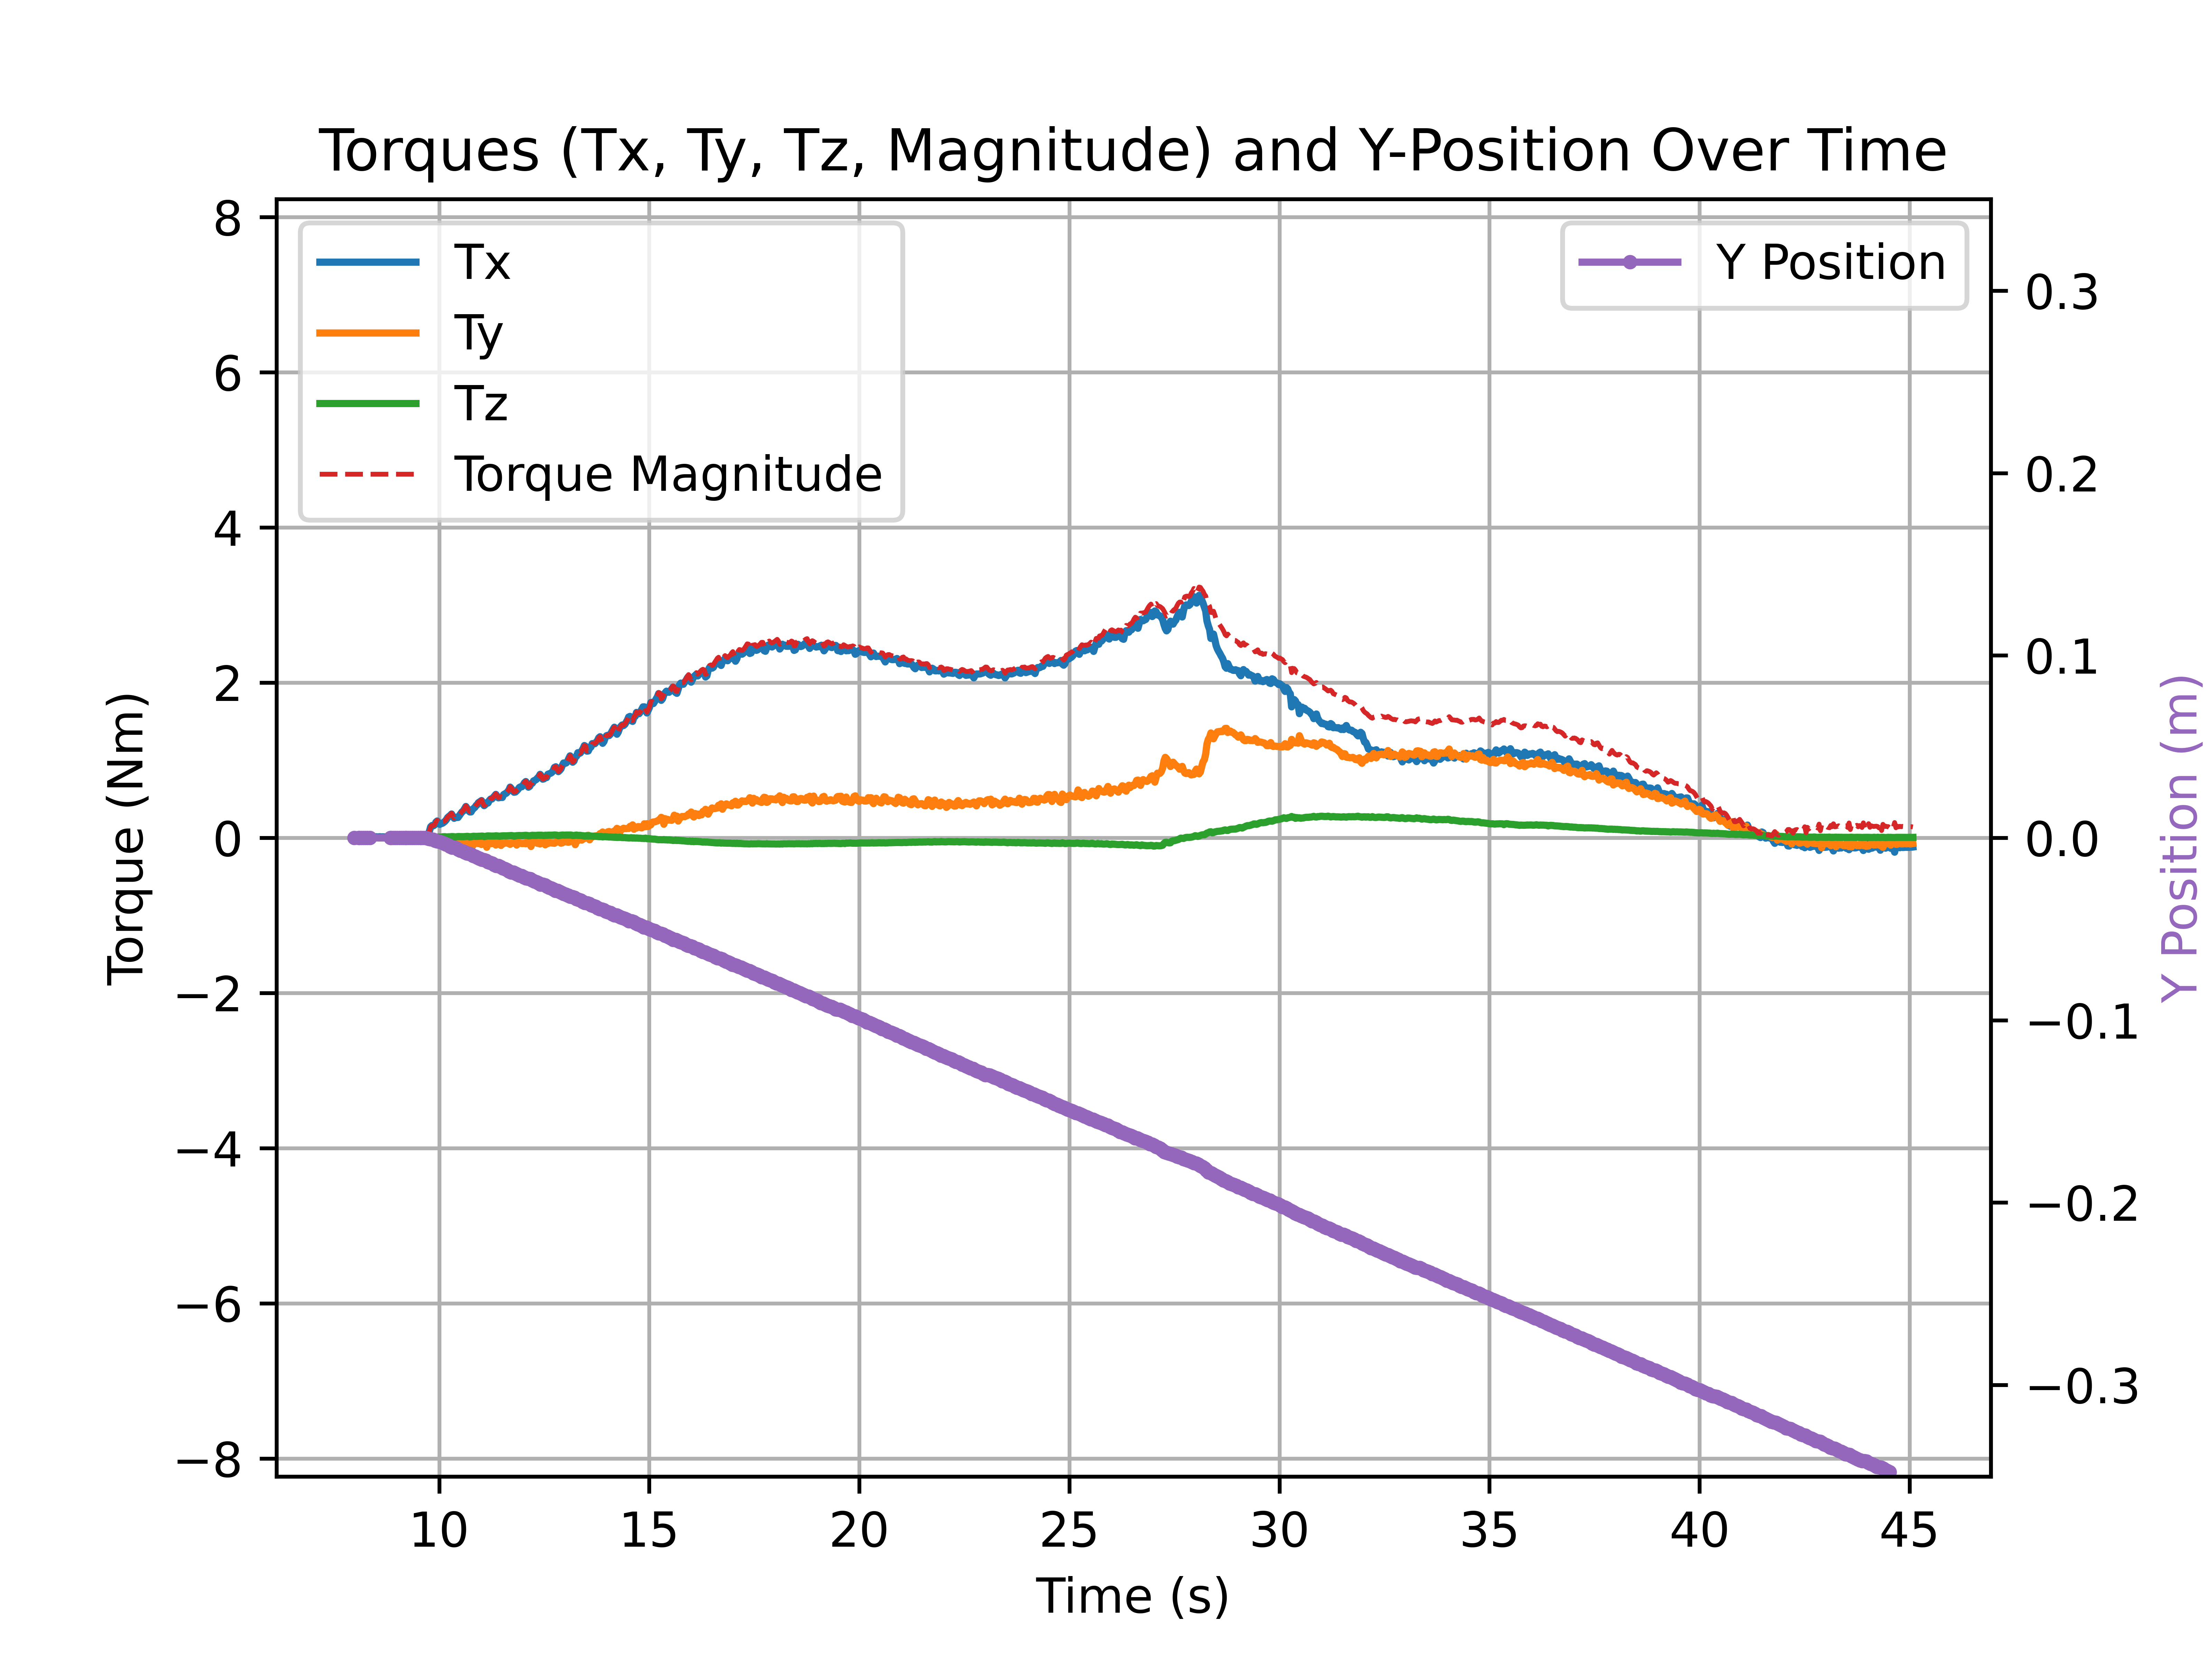 Torques (Tx, Ty, Tz, Magnitude) and Y-Position Over Time
Tx
Ty
Tz
Torque Magnitude
Y Position
8
6
4
2
0
−2
−4
−6
−8
Torque (Nm)
0.3
0.2
0.1
0.0
−0.1
−0.2
−0.3
Y Position (m)
10 15 20 25 30 35 40 45
Time (s)